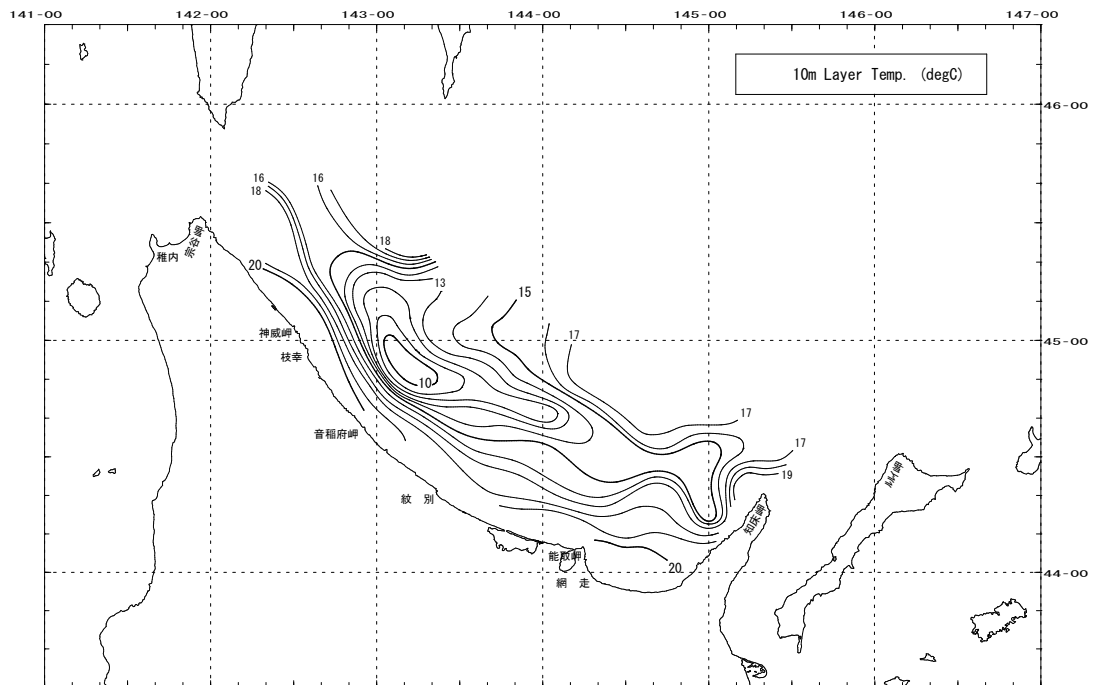 141-00 142-00 143-00 144-00 145-00 146-00 147-00
10m Layer Temp. (degC)
46-00
16
18
16
宗谷岬
稚内
18
20
13
15
神威岬
17
45-00
枝幸
10
17
音稲府岬
17
ルイ岬
19
紋 別
知床岬
能取岬
20
44-00
網 走